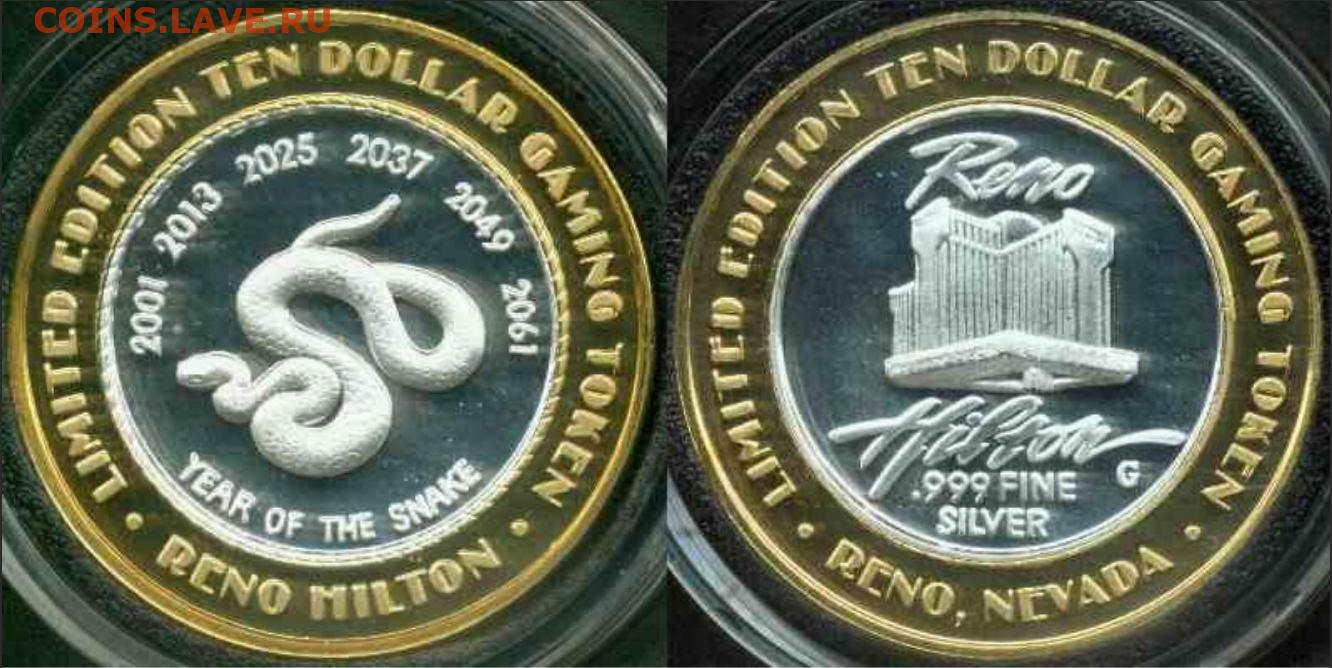 COINS.LAVE.RU
LIMITED EDITION TEN DOLLAR GAMING TOKEN
2001 2013 2025 2037 2049 2061
YEAR OF THE SNAKE
• RENO HILTON •
LIMITED EDITION TEN DOLLAR GAMING TOKEN
Reno
Hilton
.999 FINE
G
SILVER
• RENO, NEVADA •